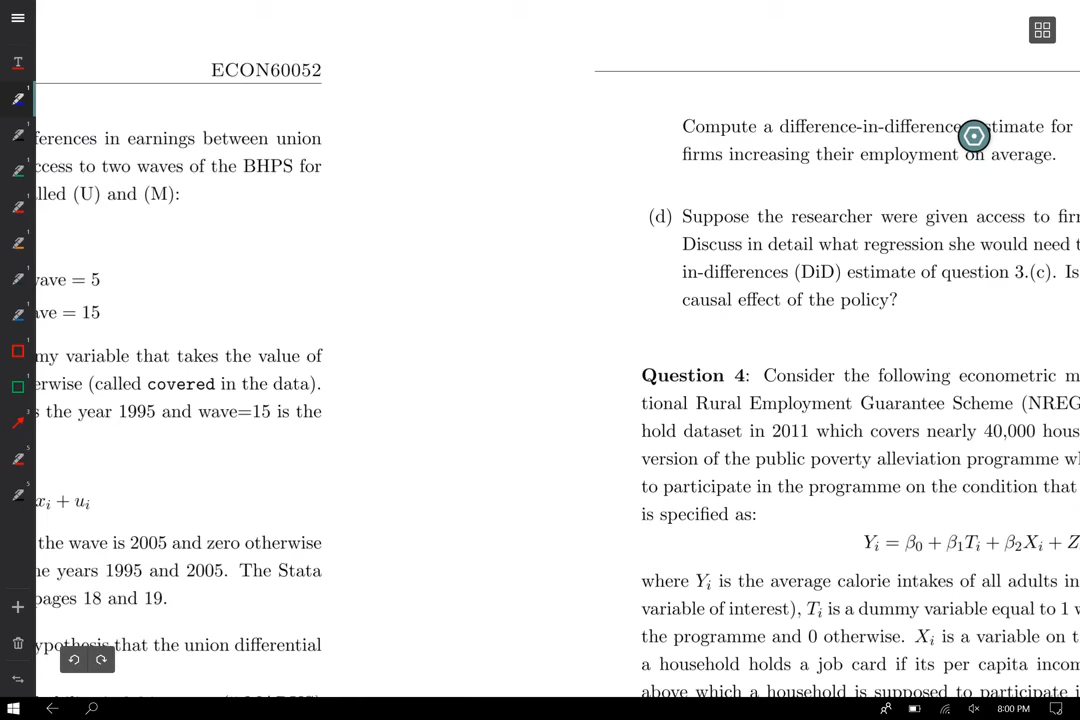 ECON60052
ferences in earnings between union
ccess to two waves of the BHPS for
lled (U) and (M):
wave = 5
ave = 15
my variable that takes the value of
erwise (called covered in the data).
s the year 1995 and wave=15 is the
xᵢ + uᵢ
the wave is 2005 and zero otherwise
he years 1995 and 2005. The Stata
pages 18 and 19.
ypothesis that the union differential
Compute a difference-in-difference estimate for
firms increasing their employment on average.
(d) Suppose the researcher were given access to fir
Discuss in detail what regression she would need t
in-differences (DiD) estimate of question 3.(c). Is
causal effect of the policy?
Question 4: Consider the following econometric m
tional Rural Employment Guarantee Scheme (NREG
hold dataset in 2011 which covers nearly 40,000 hous
version of the public poverty alleviation programme w
to participate in the programme on the condition that
is specified as:
Yᵢ = β₀ + β₁Tᵢ + β₂Xᵢ + Z
where Yᵢ is the average calorie intakes of all adults in
variable of interest), Tᵢ is a dummy variable equal to 1 w
the programme and 0 otherwise. Xᵢ is a variable on t
a household holds a job card if its per capita incom
above which a household is supposed to participate i
8:00 PM